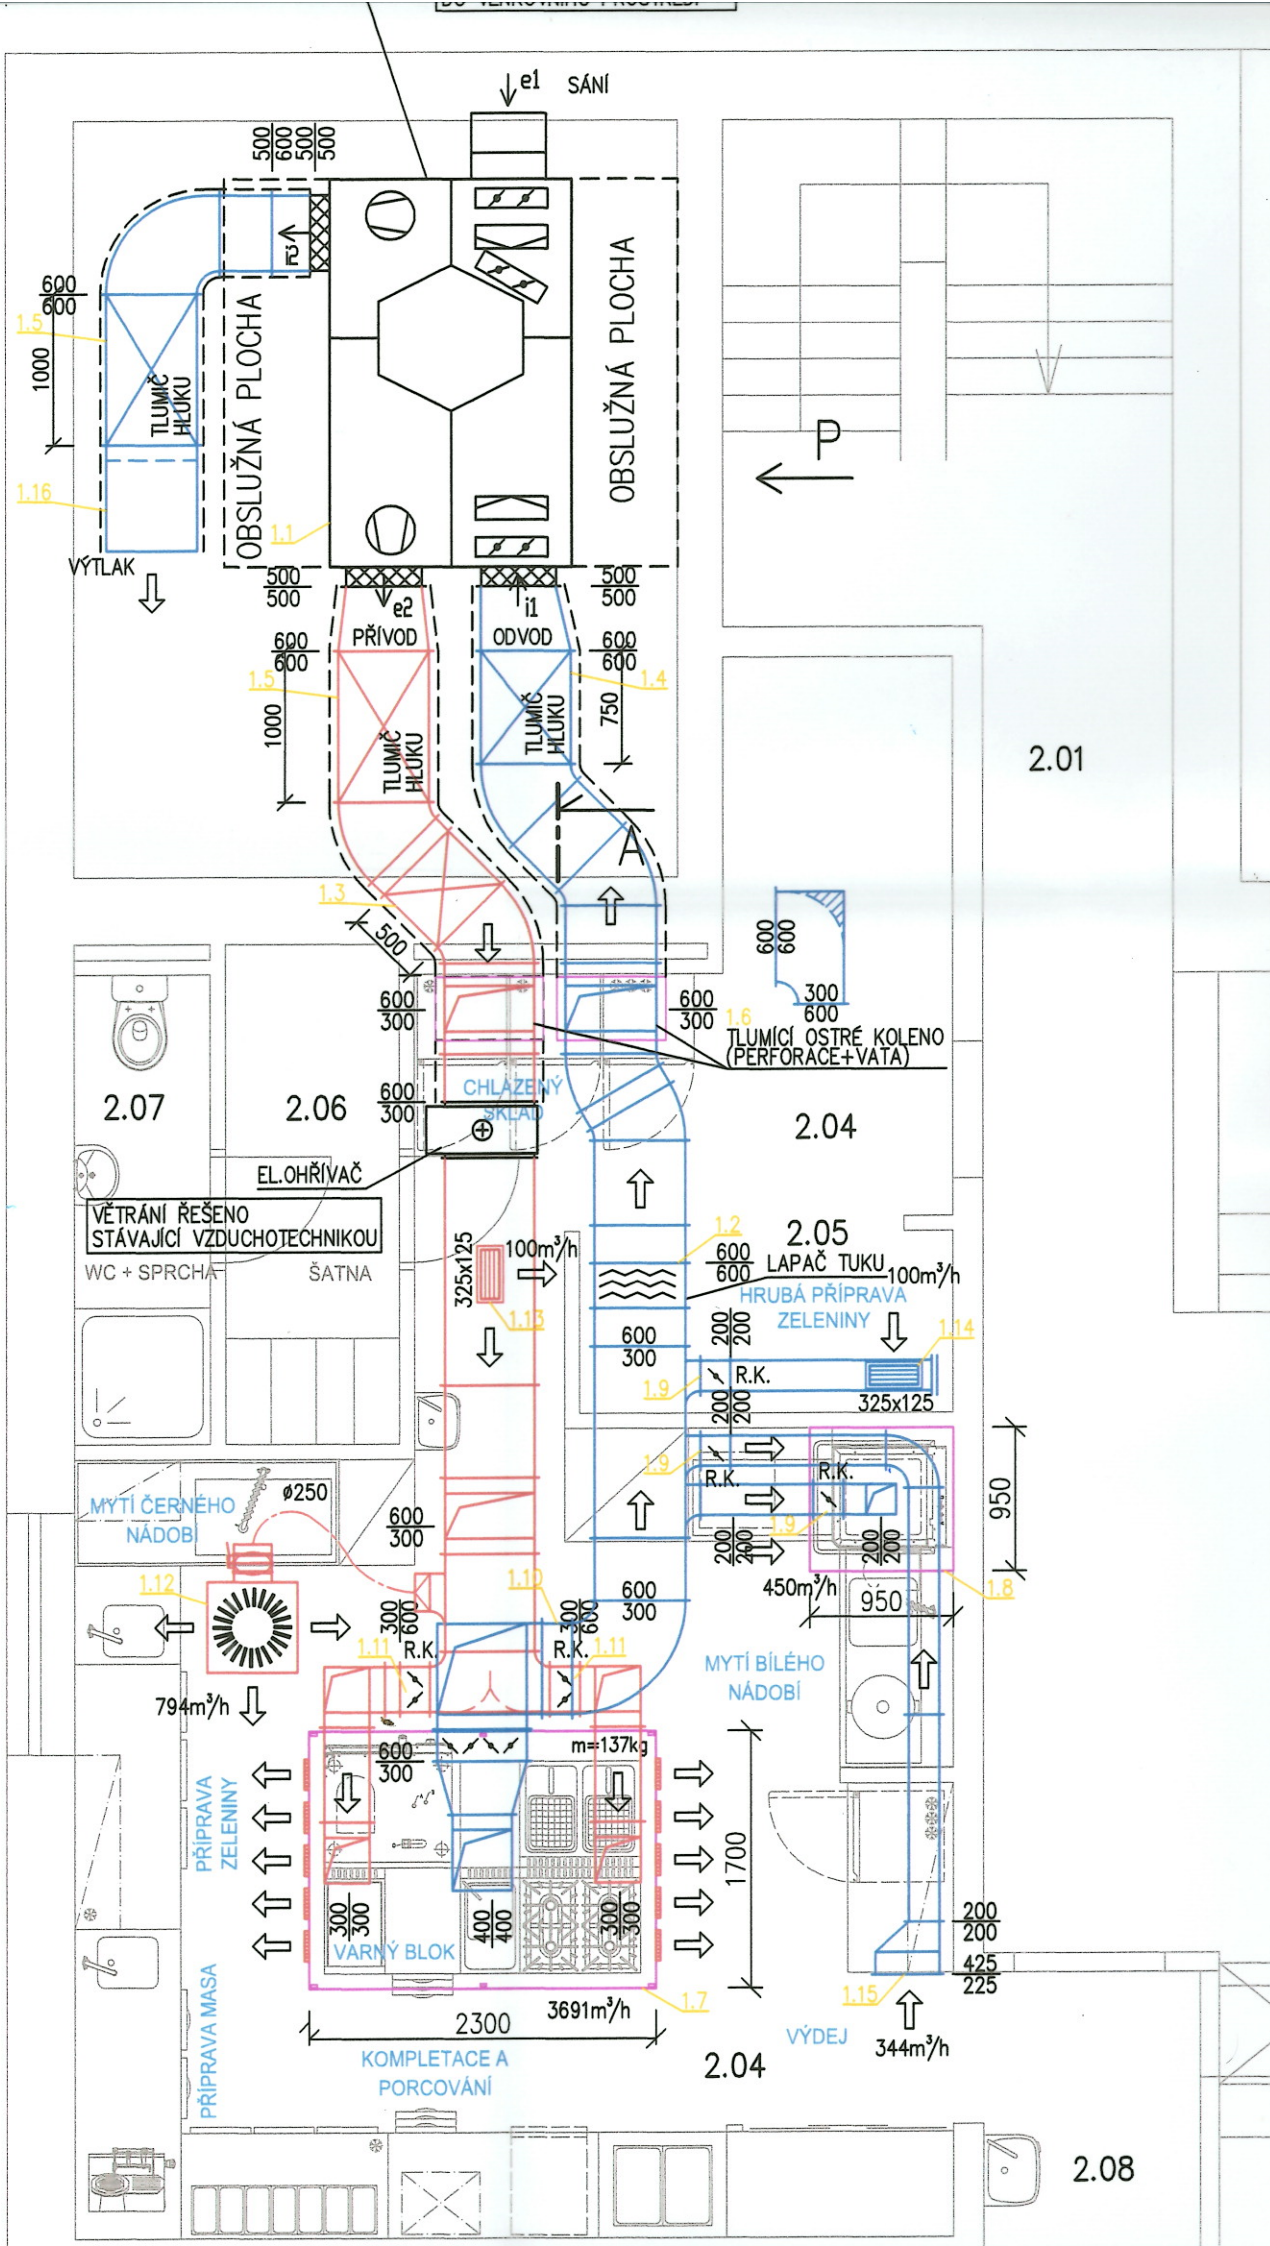 e1 SÁNÍ
500
600
500
500
600
600
1.5
1000
TLUMIČ
HLUKU
OBSLUŽNÁ PLOCHA
OBSLUŽNÁ PLOCHA
P
1.16
1.1
VÝTLAK
500
500
e2
i1
500
500
PŘÍVOD
ODVOD
600
600
600
600
1.5
1.4
1000
TLUMIČ
HLUKU
TLUMIČ
HLUKU
750
2.01
A
1.3
500
600
600
300
600
600
300
600
300
1.6
TLUMÍCÍ OSTRÉ KOLENO
(PERFORACE+VATA)
CHLAZENÝ
SKLAD
600
300
2.07
2.06
2.04
EL.OHŘÍVAČ
VĚTRÁNÍ ŘEŠENO
STÁVAJÍCÍ VZDUCHOTECHNIKOU
WC + SPRCHA
ŠATNA
325x125
100m³/h
1.13
1.2
2.05
600
600
LAPAČ TUKU
100m³/h
HRUBÁ PŘÍPRAVA
ZELENINY
600
300
200
200
1.14
1.9
R.K.
325x125
200
200
1.9
R.K.
R.K.
950
MYTÍ ČERNÉHO
NÁDOBÍ
ø250
600
300
1.9
200
200
200
200
1.12
1.10
600
300
450m³/h
950
1.8
300
600
300
600
1.11
R.K.
R.K.
1.11
MYTÍ BÍLÉHO
NÁDOBÍ
794m³/h
600
300
m=137kg
PŘÍPRAVA
ZELENINY
1700
300
300
400
400
300
300
VARNÝ BLOK
200
200
425
225
PŘÍPRAVA MASA
1.7
1.15
3691m³/h
2300
VÝDEJ
344m³/h
KOMPLETACE A
PORCOVÁNÍ
2.04
2.08